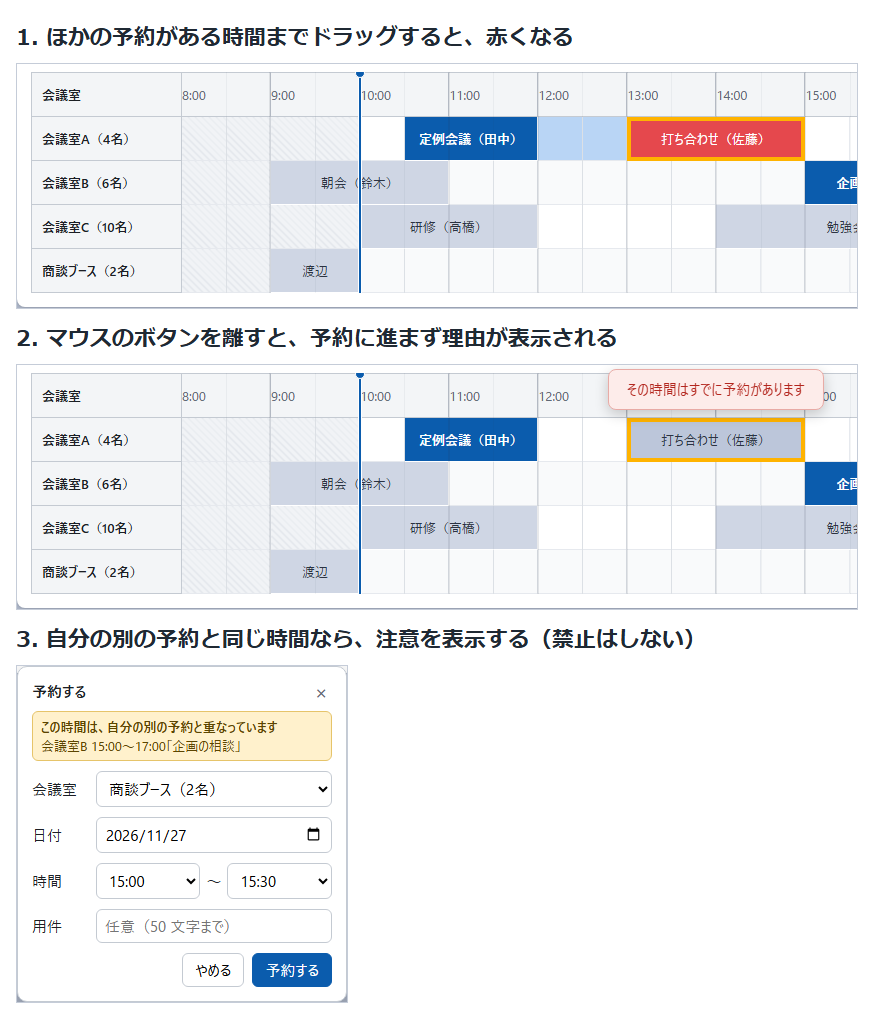 1. ほかの予約がある時間までドラッグすると、赤くなる
会議室 8:00 9:00 10:00 11:00 12:00 13:00 14:00 15:00
会議室A（4名） 定例会議（田中） 打ち合わせ（佐藤）
会議室B（6名） 朝会（鈴木） 企画
会議室C（10名） 研修（高橋） 勉強会
商談ブース（2名） 渡辺
2. マウスのボタンを離すと、予約に進まず理由が表示される
その時間はすでに予約があります
会議室 8:00 9:00 10:00 11:00 12:00 :00
会議室A（4名） 定例会議（田中） 打ち合わせ（佐藤）
会議室B（6名） 朝会（鈴木） 企画
会議室C（10名） 研修（高橋） 勉強会
商談ブース（2名） 渡辺
3. 自分の別の予約と同じ時間なら、注意を表示する（禁止はしない）
予約する ×
この時間は、自分の別の予約と重なっています
会議室B 15:00～17:00「企画の相談」
会議室 商談ブース（2名）
日付 2026/11/27
時間 15:00 ～ 15:30
用件 任意（50 文字まで）
やめる 予約する